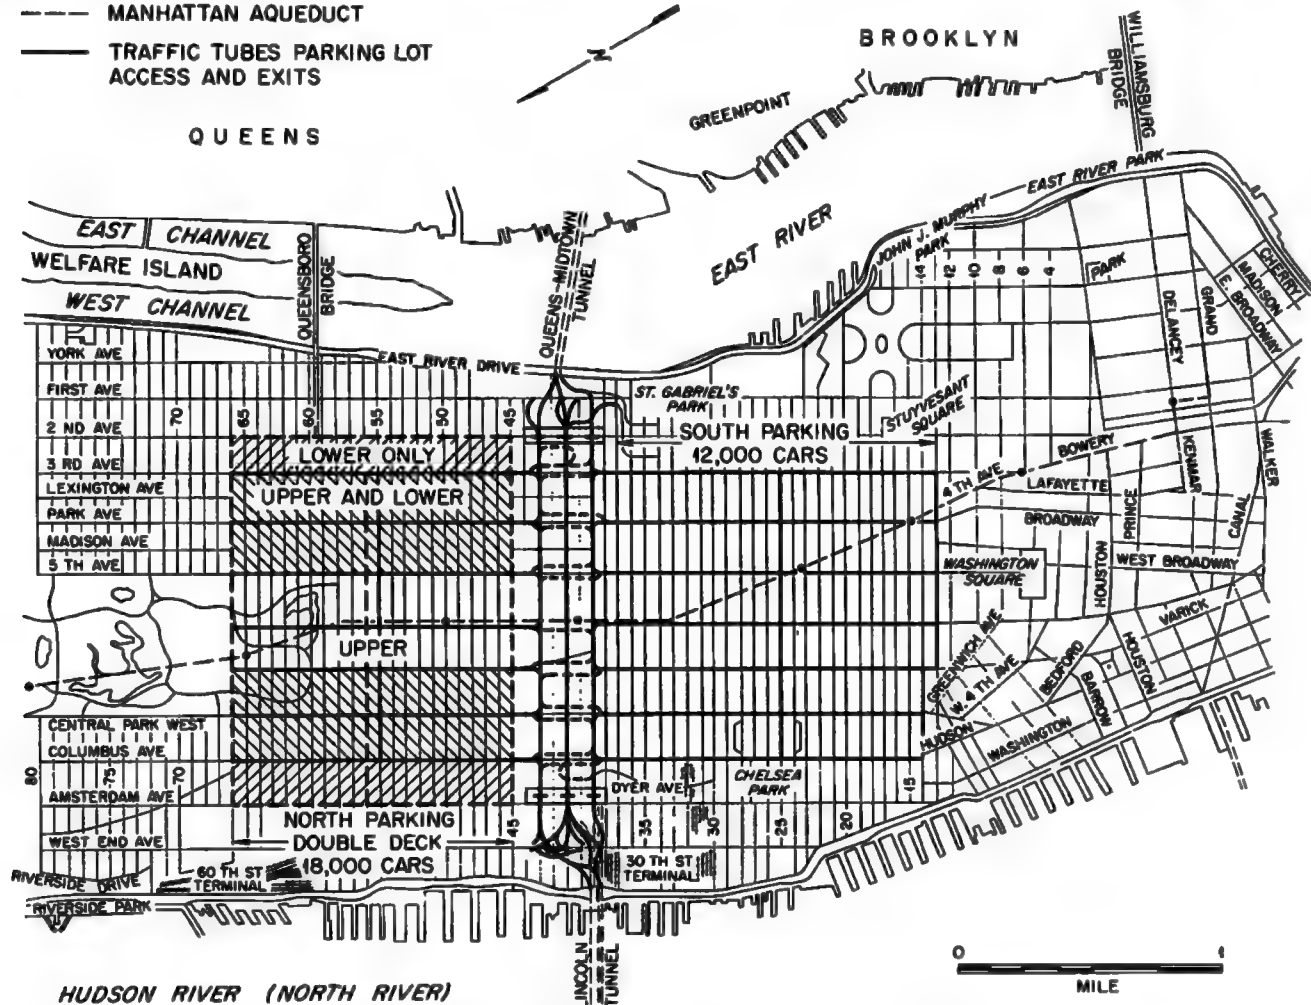 MANHATTAN AQUEDUCT
TRAFFIC TUBES PARKING LOT
ACCESS AND EXITS
N
BROOKLYN
WILLIAMSBURG
BRIDGE
QUEENS
GREENPOINT
EAST RIVER PARK
JOHN J. MURPHY
PARK
EAST RIVER
EAST CHANNEL
WELFARE ISLAND
WEST CHANNEL
QUEENSBORO
BRIDGE
QUEENS-MIDTOWN
TUNNEL
EAST RIVER DRIVE
14
12
10
8
6
4
PARK
DELANCEY
GRAND
CHERRY
MADISON
E. BROADWAY
YORK AVE
FIRST AVE
2 ND AVE
3 RD AVE
LEXINGTON AVE
PARK AVE
MADISON AVE
5 TH AVE
70
65
60
55
50
45
ST. GABRIEL'S
PARK
STUYVESANT
SQUARE
SOUTH PARKING
12,000 CARS
LOWER ONLY
UPPER AND LOWER
UPPER
BOWERY
4 TH AVE
LAFAYETTE
KENMAR
WALKER
CANAL
PRINCE
BROADWAY
WEST BROADWAY
WASHINGTON
SQUARE
HOUSTON
VARICK
GREENWICH AVE
W. 4 TH AVE
BEDFORD
BARROW
HOUSTON
HUDSON
WASHINGTON
CENTRAL PARK WEST
COLUMBUS AVE
AMSTERDAM AVE
WEST END AVE
80
75
70
DYER AVE
CHELSEA
PARK
45
35
30
25
20
15
NORTH PARKING
DOUBLE DECK
18,000 CARS
RIVERSIDE DRIVE
60 TH ST
TERMINAL
30 TH ST
TERMINAL
RIVERSIDE PARK
LINCOLN
TUNNEL
HUDSON RIVER (NORTH RIVER)
0
1
MILE